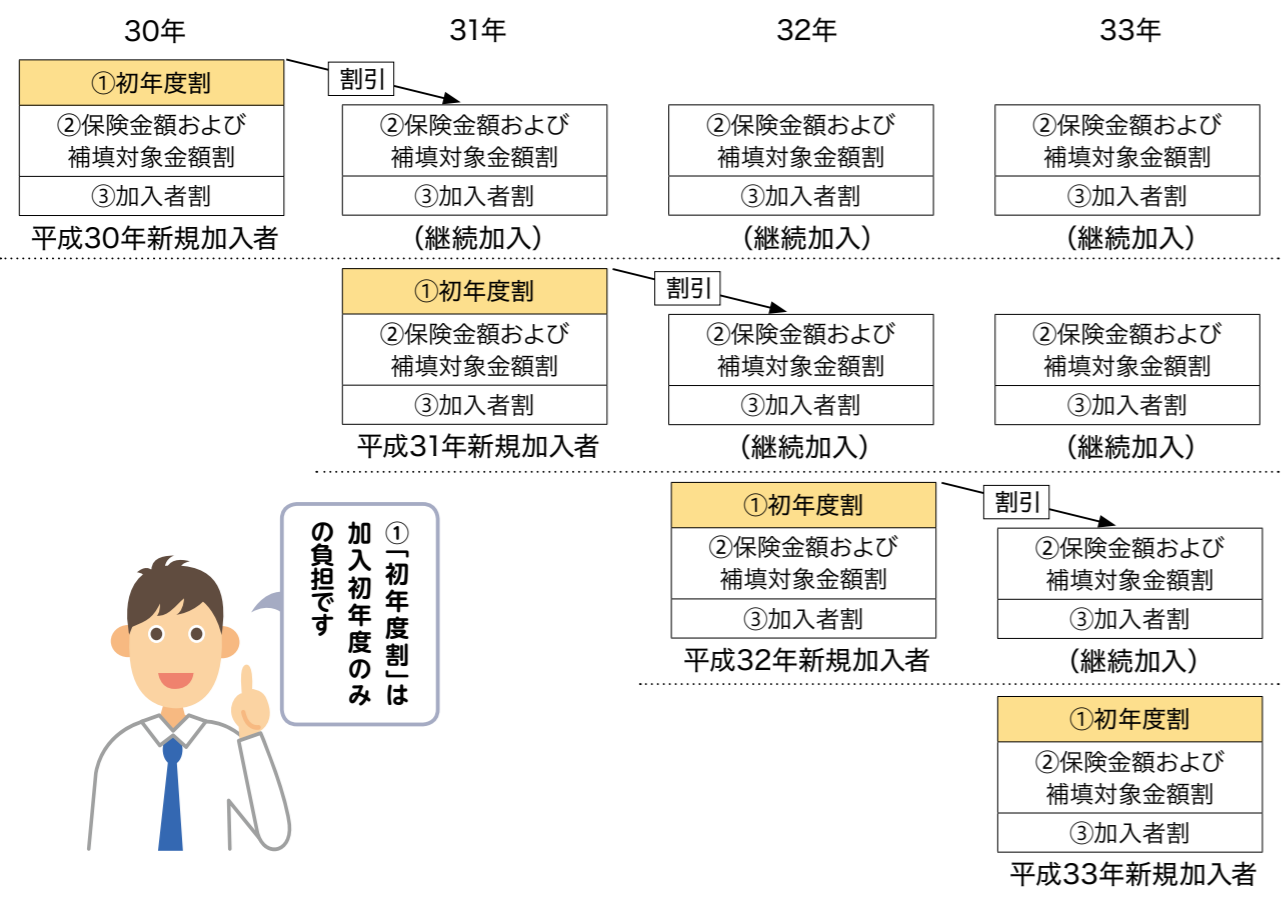 30年
31年
32年
33年
①初年度割
②保険金額および
補填対象金額割
③加入者割
平成30年新規加入者
割引
②保険金額および
補填対象金額割
③加入者割
(継続加入)
②保険金額および
補填対象金額割
③加入者割
(継続加入)
②保険金額および
補填対象金額割
③加入者割
(継続加入)
①初年度割
②保険金額および
補填対象金額割
③加入者割
平成31年新規加入者
割引
②保険金額および
補填対象金額割
③加入者割
(継続加入)
②保険金額および
補填対象金額割
③加入者割
(継続加入)
①「初年度割」は
加入初年度のみ
の負担です
①初年度割
②保険金額および
補填対象金額割
③加入者割
平成32年新規加入者
割引
②保険金額および
補填対象金額割
③加入者割
(継続加入)
①初年度割
②保険金額および
補填対象金額割
③加入者割
平成33年新規加入者